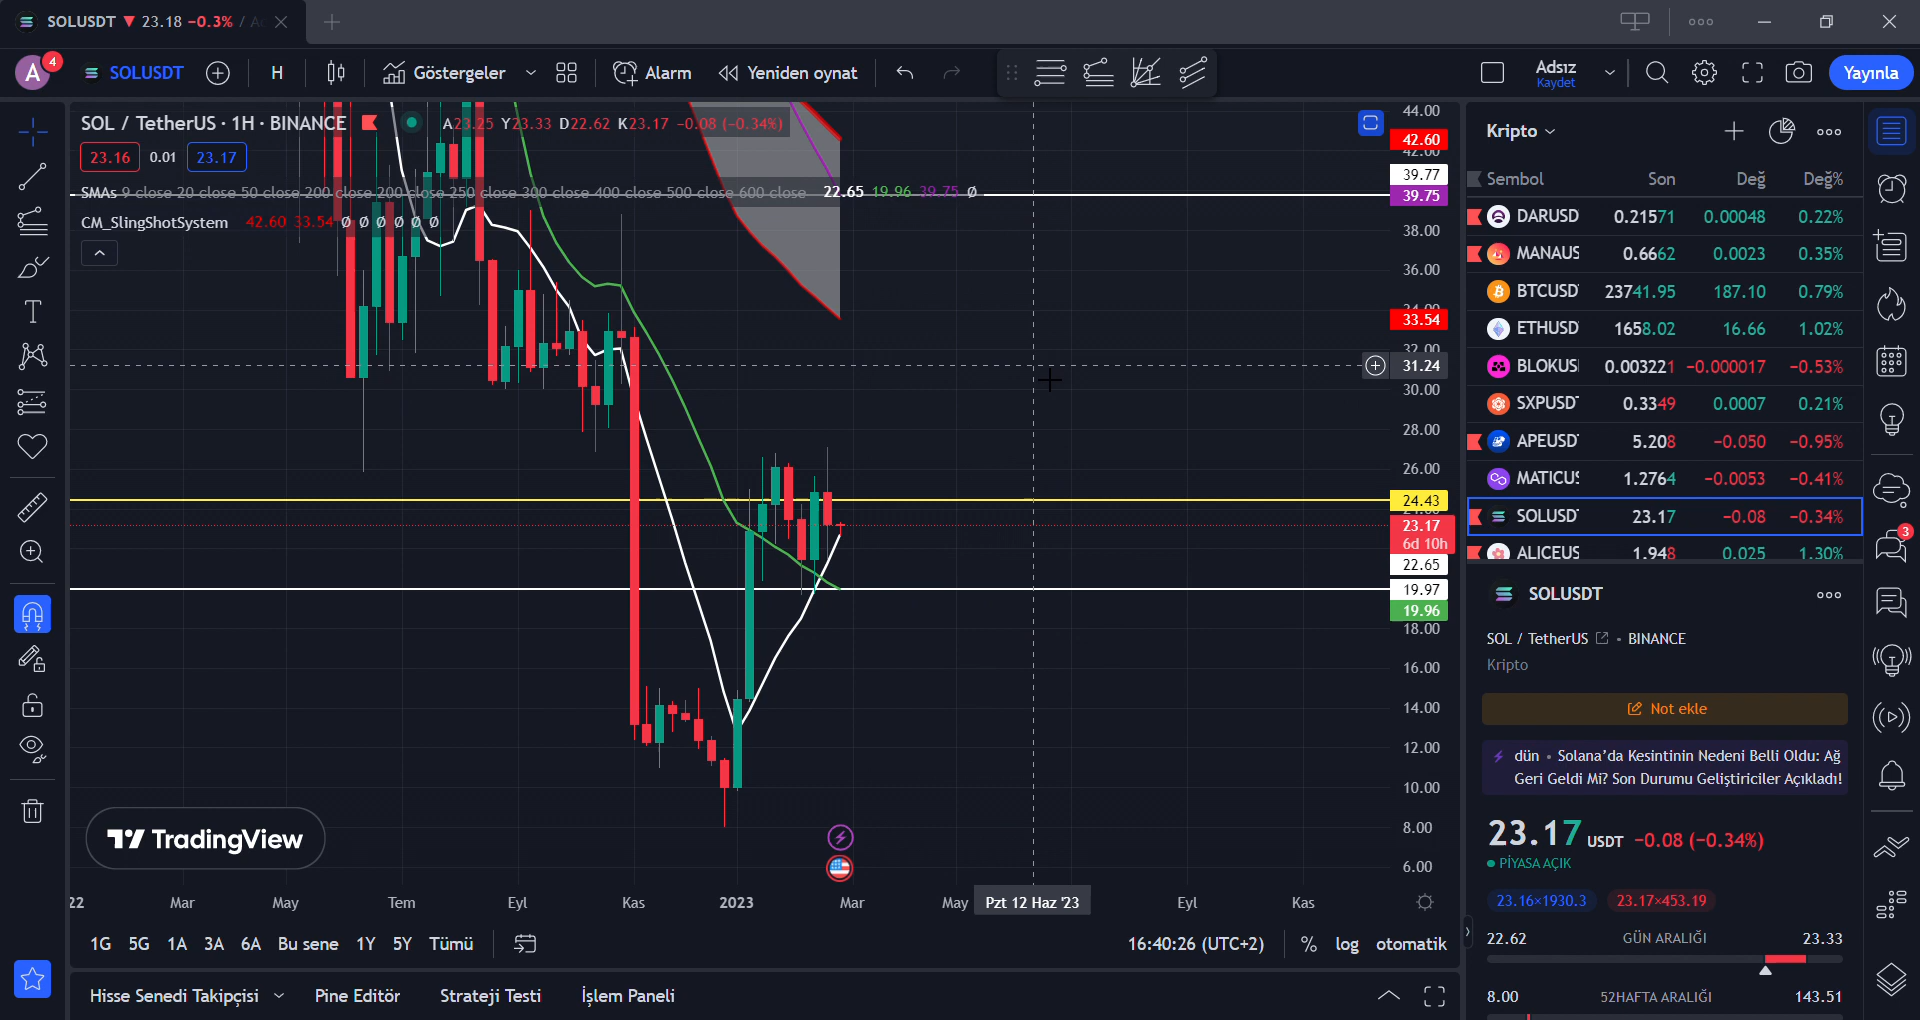 SOLUSDT ▼ 23.18 −0.3% /
A 4 SOLUSDT H Göstergeler Alarm Yeniden oynat Adsız Kaydet Yayınla
SOL / TetherUS · 1H · BINANCE A23.25 Y23.33 D22.62 K23.17 −0.08 (−0.34%)
23.16 0.01 23.17
SMAs 9 close 20 close 50 close 200 close 200 close 250 close 300 close 400 close 500 close 600 close 22.65 19.96 39.75 Ø
CM_SlingShotSystem 42.60 33.54 Ø Ø Ø Ø Ø Ø
44.00
42.60
42.00
39.77
39.75
38.00
36.00
34.00
33.54
32.00
31.24
30.00
28.00
26.00
24.43
24.00
23.17
6d 10h
22.65
19.97
19.96
18.00
16.00
14.00
12.00
10.00
8.00
6.00
TradingView
22 Mar May Tem Eyl Kas 2023 Mar May Pzt 12 Haz '23 Eyl Kas
1G 5G 1A 3A 6A Bu sene 1Y 5Y Tümü 16:40:26 (UTC+2) % log otomatik
Hisse Senedi Takipçisi Pine Editör Strateji Testi İşlem Paneli
Kripto
Sembol Son Değ Değ%
DARUSD 0.21571 0.00048 0.22%
MANAUS 0.6662 0.0023 0.35%
BTCUSD 23741.95 187.10 0.79%
ETHUSD 1658.02 16.66 1.02%
BLOKUS 0.003221 −0.000017 −0.53%
SXPUSD 0.3349 0.0007 0.21%
APEUSD 5.208 −0.050 −0.95%
MATICUS 1.2764 −0.0053 −0.41%
SOLUSD 23.17 −0.08 −0.34%
ALICEUS 1.948 0.025 1.30%
SOLUSDT
SOL / TetherUS • BINANCE
Kripto
Not ekle
dün • Solana'da Kesintinin Nedeni Belli Oldu: Ağ
Geri Geldi Mi? Son Durumu Geliştiriciler Açıkladı!
23.17 USDT −0.08 (−0.34%)
PİYASA AÇIK
23.16×1930.3 23.17×453.19
22.62 GÜN ARALIĞI 23.33
8.00 52HAFTA ARALIĞI 143.51
3